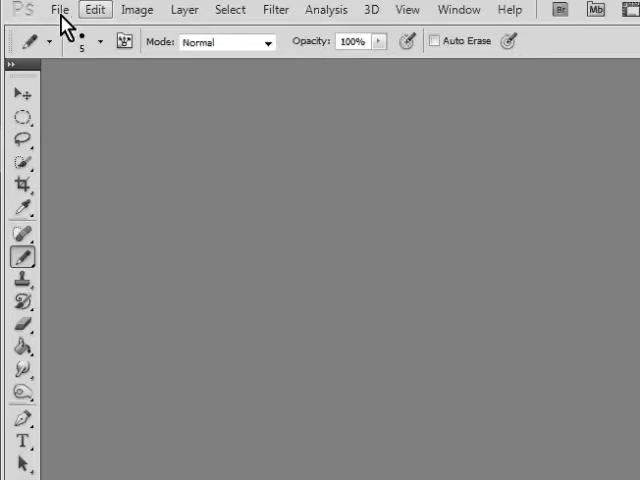 Ps File Edit Image Layer Select Filter Analysis 3D View Window Help Br Mb
5 Mode: Normal Opacity: 100% Auto Erase
T